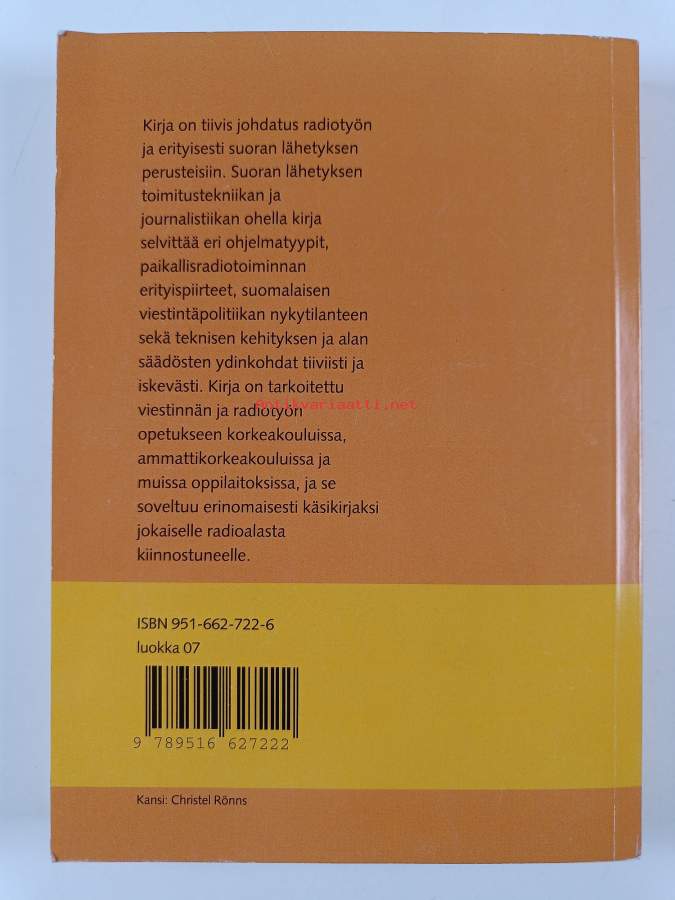 Kirja on tiivis johdatus radiotyön
ja erityisesti suoran lähetyksen
perusteisiin. Suoran lähetyksen
toimitustekniikan ja
journalistiikan ohella kirja
selvittää eri ohjelmatyypit,
paikallisradiotoiminnan
erityispiirteet, suomalaisen
viestintäpolitiikan nykytilanteen
sekä teknisen kehityksen ja alan
säädösten ydinkohdat tiiviisti ja
iskevästi. Kirja on tarkoitettu
Antikvariaatti.net
viestinnän ja radiotyön
opetukseen korkeakouluissa,
ammattikorkeakouluissa ja
muissa oppilaitoksissa, ja se
soveltuu erinomaisesti käsikirjaksi
jokaiselle radioalasta
kiinnostuneelle.
ISBN 951-662-722-6
luokka 07
9 789516 627222
Kansi: Christel Rönns